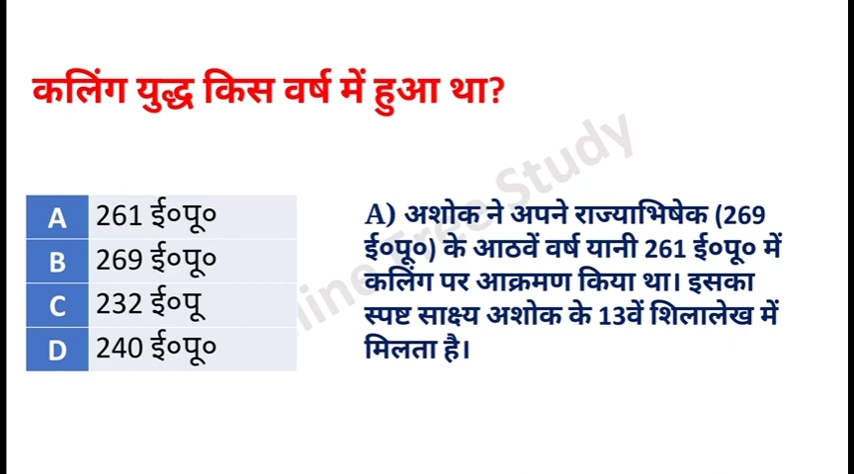 कलिंग युद्ध किस वर्ष में हुआ था?
A 261 ई०पू०
B 269 ई०पू०
C 232 ई०पू
D 240 ई०पू०
A) अशोक ने अपने राज्याभिषेक (269
ई०पू०) के आठवें वर्ष यानी 261 ई०पू० में
कलिंग पर आक्रमण किया था। इसका
स्पष्ट साक्ष्य अशोक के 13वें शिलालेख में
मिलता है।
Study